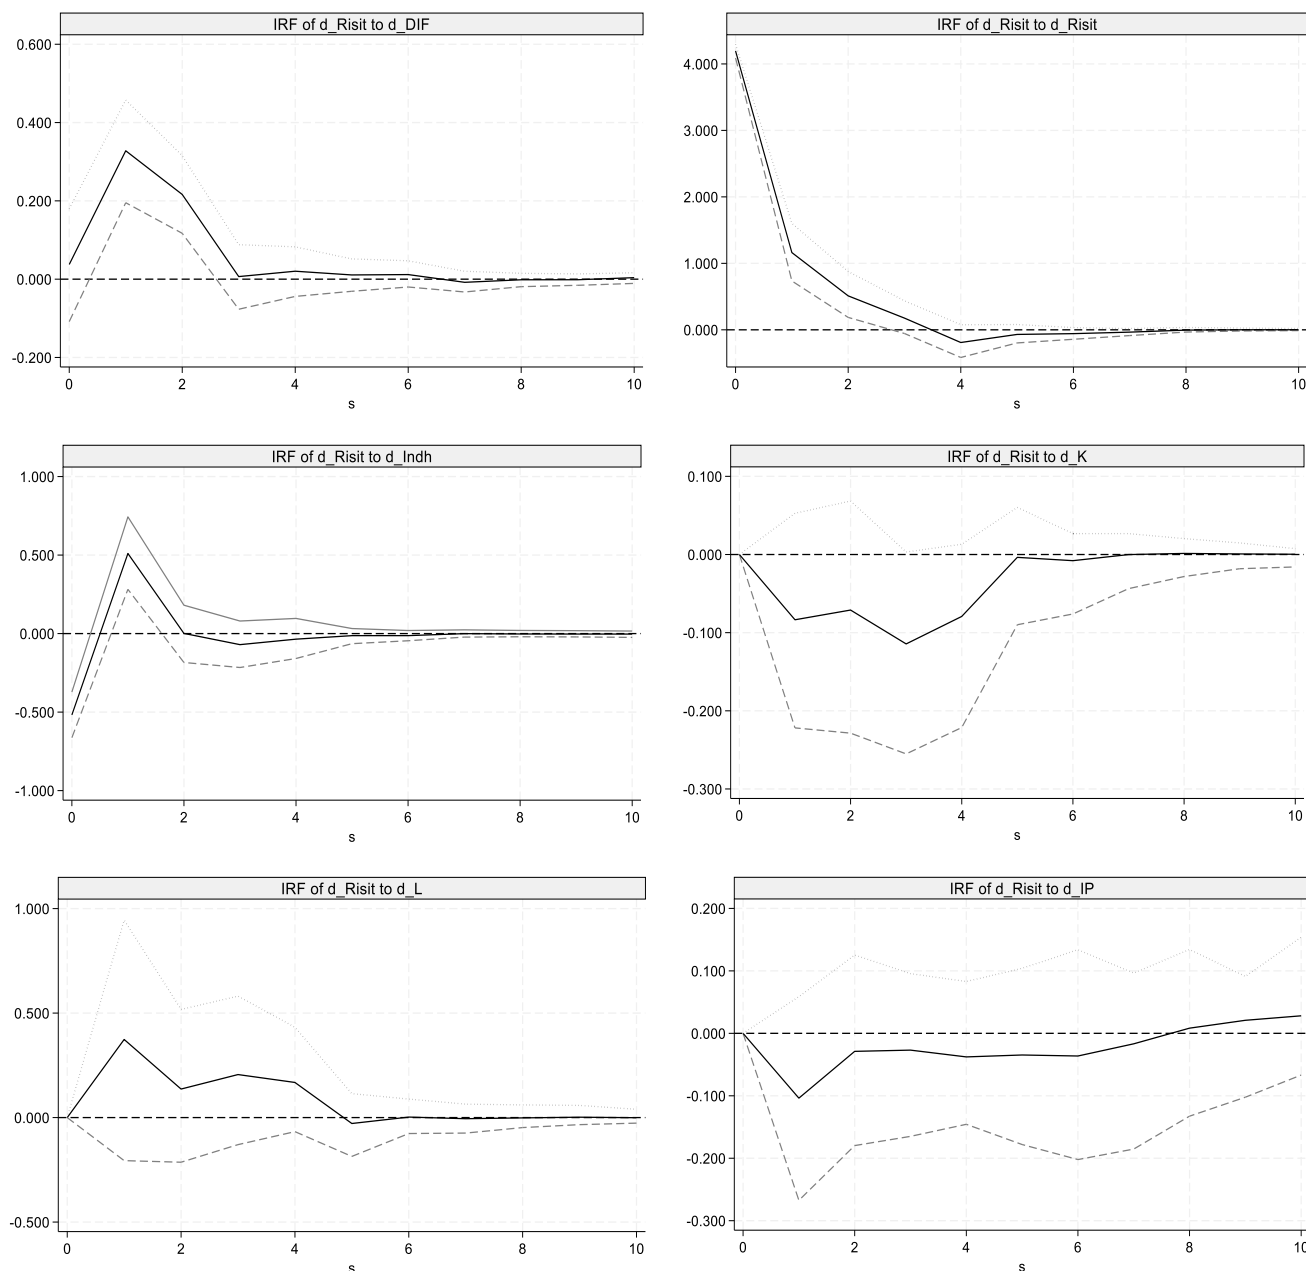 IRF of d_Risit to d_DIF
0.600
0.400
0.200
0.000
-0.200
0 2 4 6 8 10
s
IRF of d_Risit to d_Risit
4.000
3.000
2.000
1.000
0.000
0 2 4 6 8 10
s
IRF of d_Risit to d_Indh
1.000
0.500
0.000
-0.500
-1.000
0 2 4 6 8 10
s
IRF of d_Risit to d_K
0.100
0.000
-0.100
-0.200
-0.300
0 2 4 6 8 10
s
IRF of d_Risit to d_L
1.000
0.500
0.000
-0.500
0 2 4 6 8 10
s
IRF of d_Risit to d_IP
0.200
0.100
0.000
-0.100
-0.200
-0.300
0 2 4 6 8 10
s